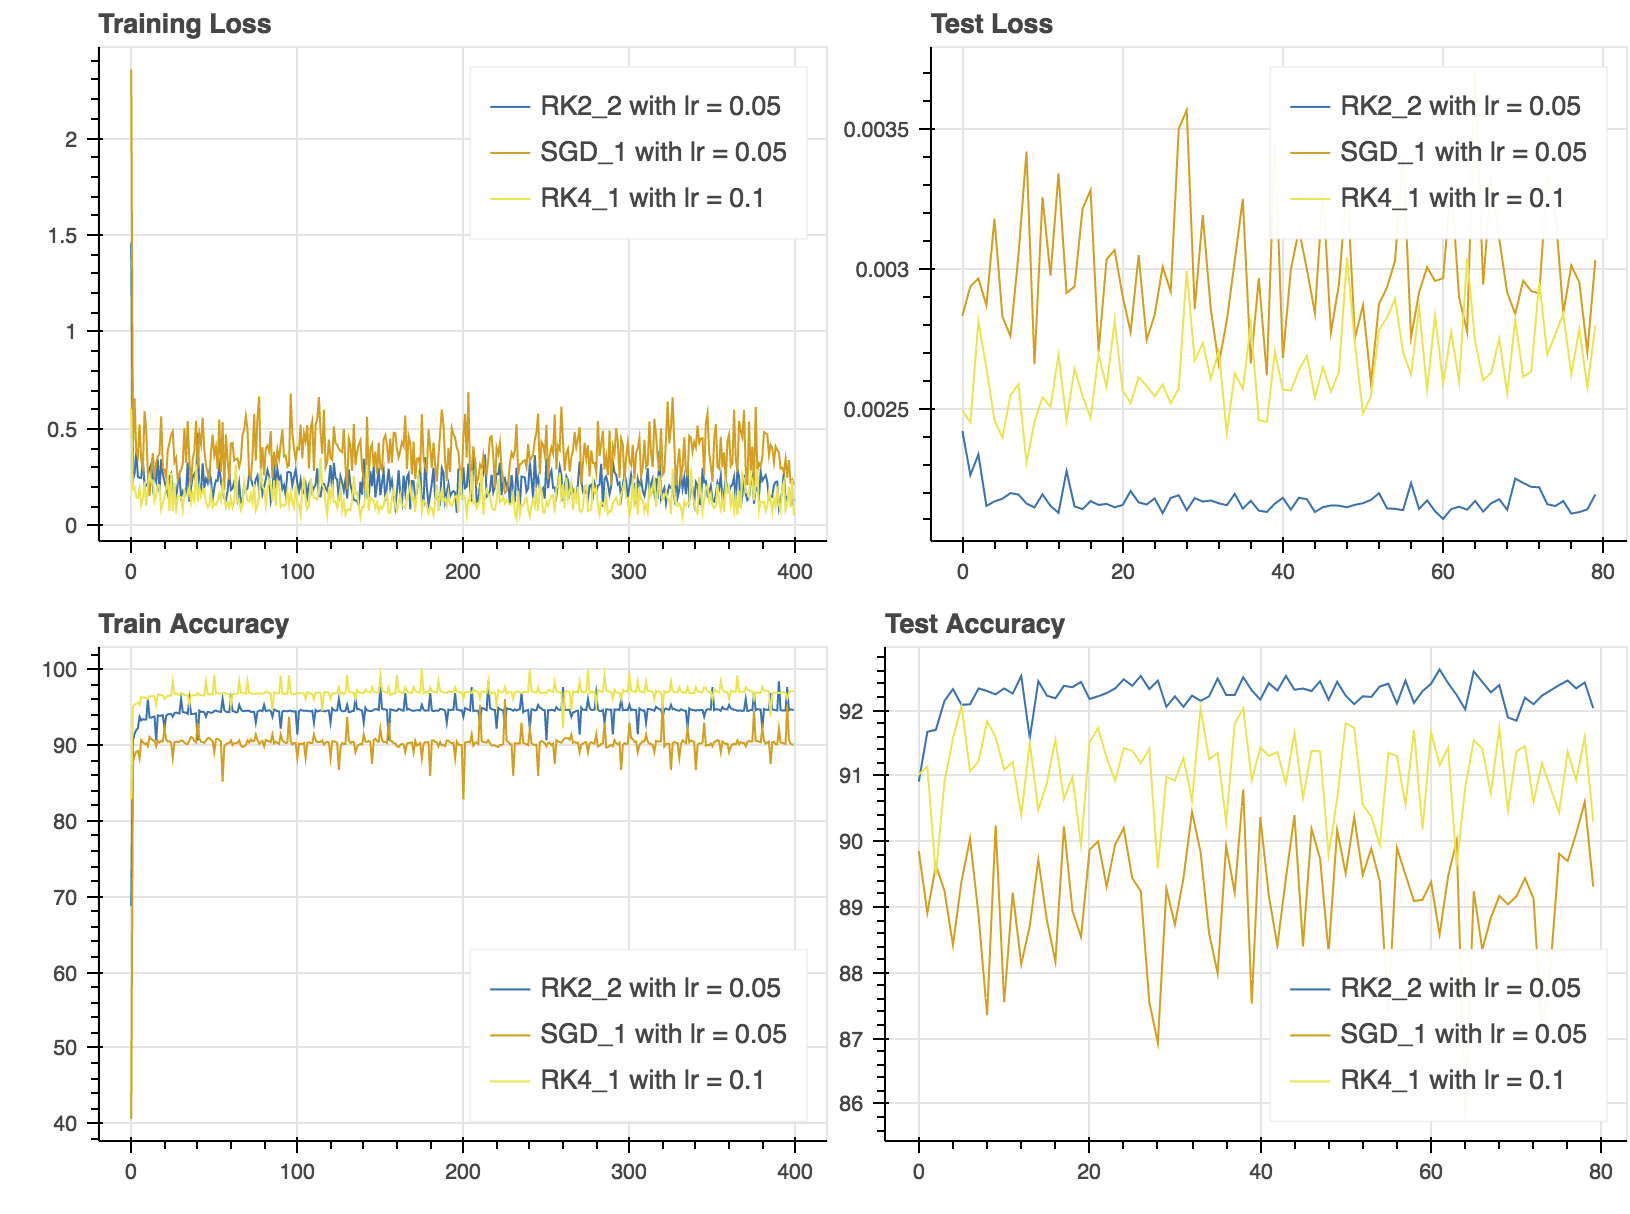 Training Loss
2
1.5
1
0.5
0
0 100 200 300 400
RK2_2 with lr = 0.05
SGD_1 with lr = 0.05
RK4_1 with lr = 0.1
Test Loss
0.0035
0.003
0.0025
0 20 40 60 80
RK2_2 with lr = 0.05
SGD_1 with lr = 0.05
RK4_1 with lr = 0.1
Train Accuracy
100
90
80
70
60
50
40
0 100 200 300 400
RK2_2 with lr = 0.05
SGD_1 with lr = 0.05
RK4_1 with lr = 0.1
Test Accuracy
92
91
90
89
88
87
86
0 20 40 60 80
RK2_2 with lr = 0.05
SGD_1 with lr = 0.05
RK4_1 with lr = 0.1